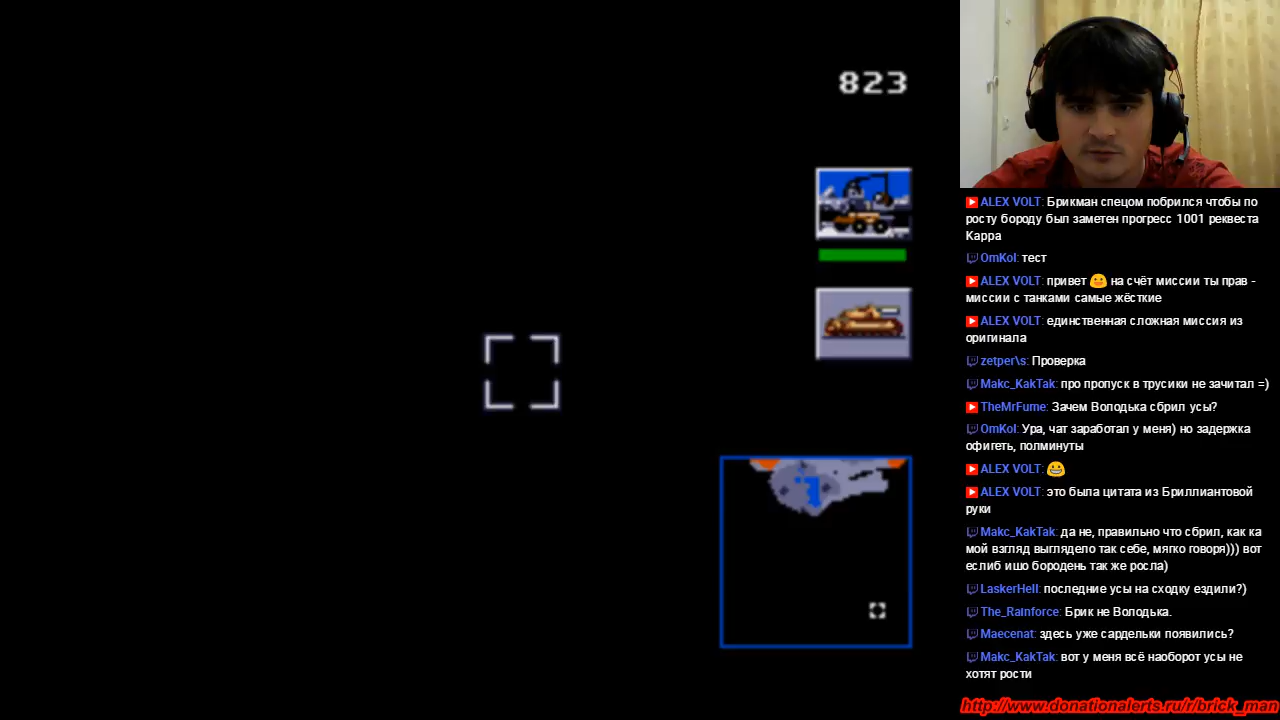 823
ALEX VOLT: Брикман спецом побрился чтобы по
росту бороду был заметен прогресс 1001 реквеста
Kappa
OmKol: тест
ALEX VOLT: привет на счёт миссии ты прав -
миссии с танками самые жёсткие
ALEX VOLT: единственная сложная миссия из
оригинала
zetper\s: Проверка
Makc_KakTak: про пропуск в трусики не зачитал =)
TheMrFume: Зачем Володька сбрил усы?
OmKol: Ура, чат заработал у меня) но задержка
офигеть, полминуты
ALEX VOLT:
ALEX VOLT: это была цитата из Бриллиантовой
руки
Makc_KakTak: да не, правильно что сбрил, как ка
мой взгляд выглядело так себе, мягко говоря))) вот
еслиб ишо бородень так же росла)
LaskerHell: последние усы на сходку ездили?)
The_Rainforce: Брик не Володька.
Maecenat: здесь уже сардельки появились?
Makc_KakTak: вот у меня всё наоборот усы не
хотят рости
http://www.donationalerts.ru/r/brick_man